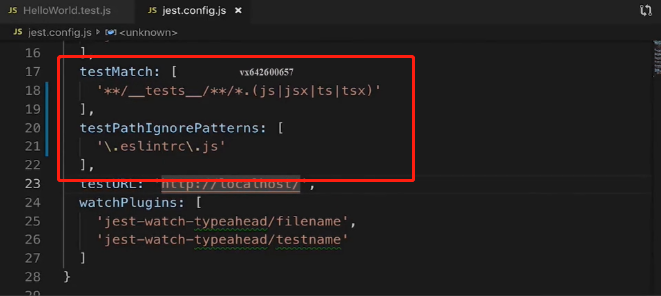 JS HelloWorld.test.js JS jest.config.js ×
JS jest.config.js > <unknown>
16 ],
17 testMatch: [ vx642600657
18 '**/__tests__/**/*.(js|jsx|ts|tsx)'
19 ],
20 testPathIgnorePatterns: [
21 '\.eslintrc\.js'
22 ],
23 testURL: 'http://localhost/',
24 watchPlugins: [
25 'jest-watch-typeahead/filename',
26 'jest-watch-typeahead/testname'
27 ]
28 }